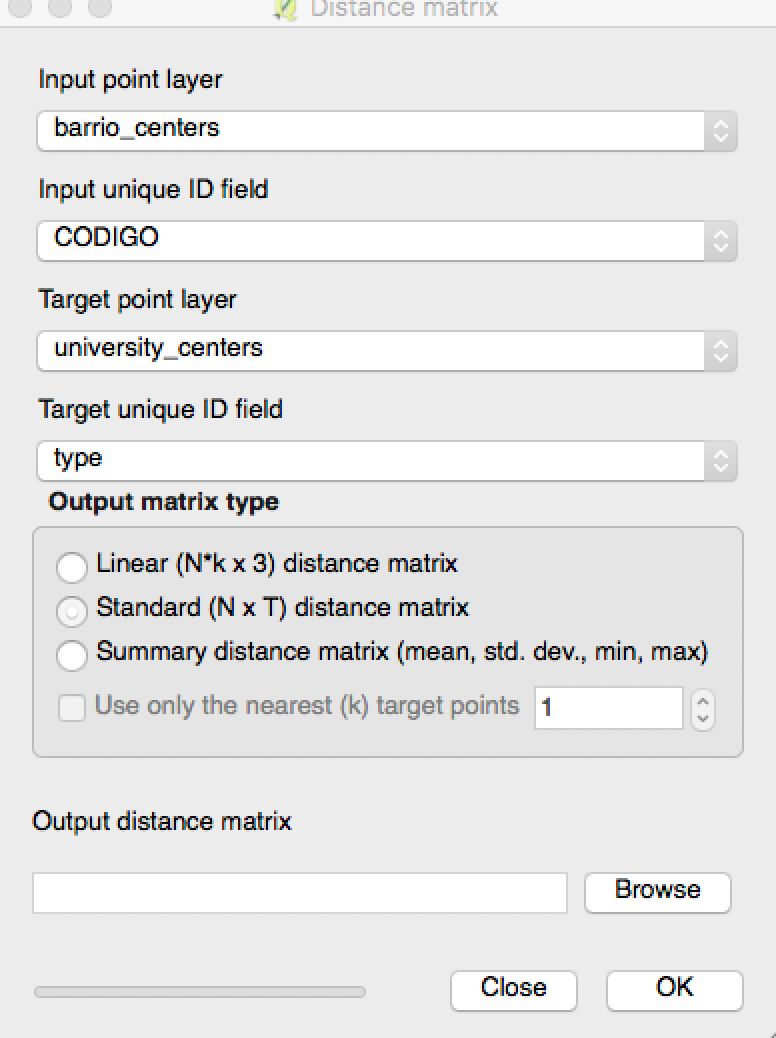 Distance matrix
Input point layer
barrio_centers
Input unique ID field
CODIGO
Target point layer
university_centers
Target unique ID field
type
Output matrix type
Linear (N*k x 3) distance matrix
Standard (N x T) distance matrix
Summary distance matrix (mean, std. dev., min, max)
Use only the nearest (k) target points 1
Output distance matrix
Browse
Close OK